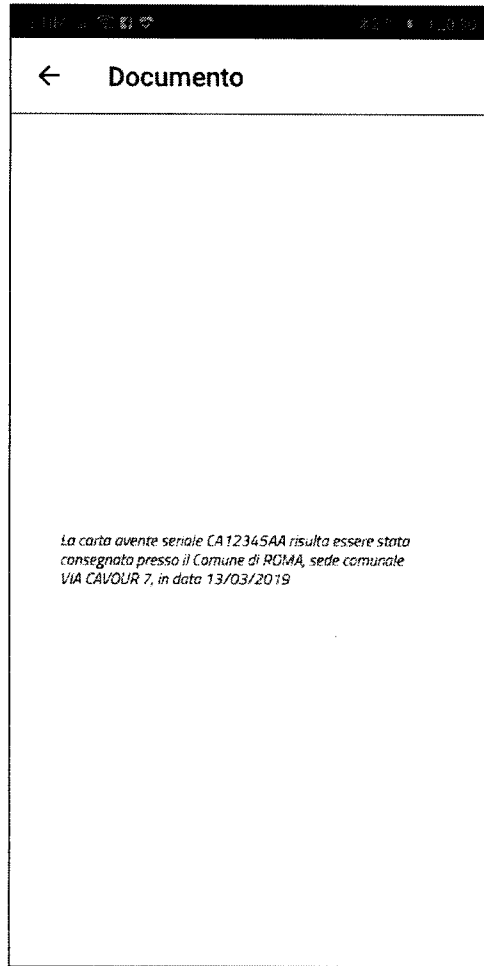 Documento
La carta avente seriale CA12345AA risulta essere stata
consegnata presso il Comune di ROMA, sede comunale
VIA CAVOUR 7, in data 13/03/2019